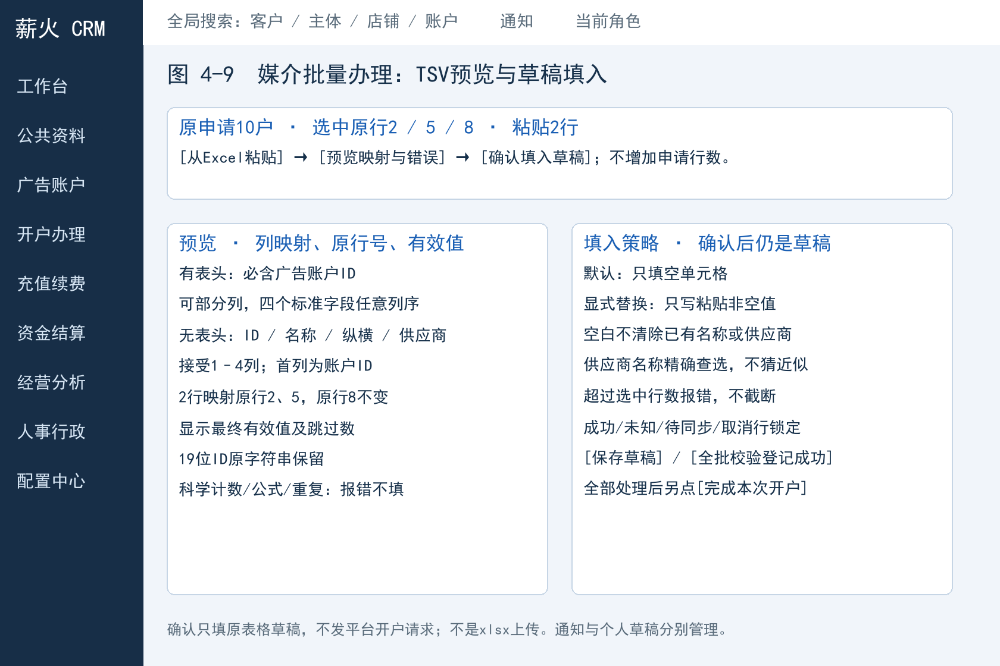 薪火 CRM
工作台
公共资料
广告账户
开户办理
充值续费
资金结算
经营分析
人事行政
配置中心
全局搜索：客户 / 主体 / 店铺 / 账户 通知 当前角色
图 4-9 媒介批量办理：TSV预览与草稿填入
原申请10户 · 选中原行2 / 5 / 8 · 粘贴2行
[从Excel粘贴] → [预览映射与错误] → [确认填入草稿]；不增加申请行数。
预览 · 列映射、原行号、有效值
有表头：必含广告账户ID
可部分列，四个标准字段任意列序
无表头：ID / 名称 / 纵横 / 供应商
接受1-4列；首列为账户ID
2行映射原行2、5，原行8不变
显示最终有效值及跳过数
19位ID原字符串保留
科学计数/公式/重复：报错不填
填入策略 · 确认后仍是草稿
默认：只填空单元格
显式替换：只写粘贴非空值
空白不清除已有名称或供应商
供应商名称精确查选，不猜近似
超过选中行数报错，不截断
成功/未知/待同步/取消行锁定
[保存草稿] / [全批校验登记成功]
全部处理后另点[完成本次开户]
确认只填原表格草稿，不发平台开户请求；不是xlsx上传。通知与个人草稿分别管理。